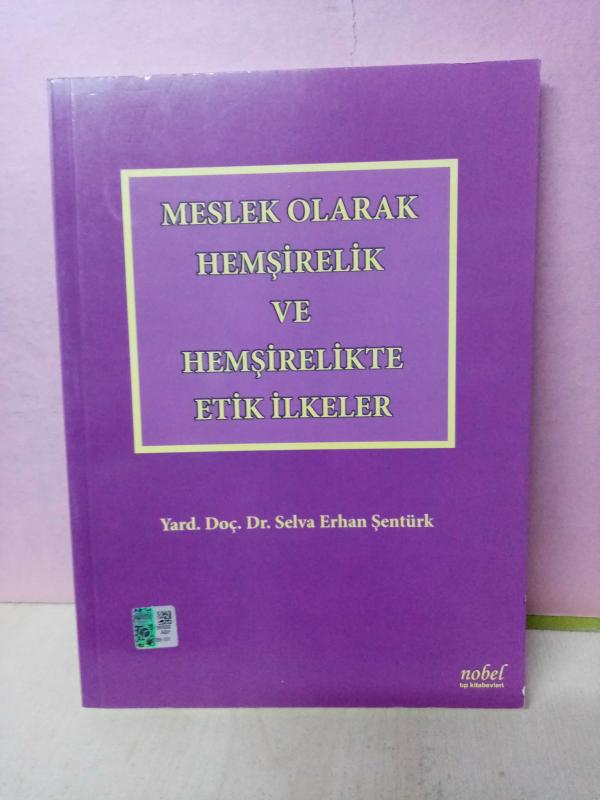 MESLEK OLARAK
HEMŞİRELİK
VE
HEMŞİRELİKTE
ETİK İLKELER
Yard. Doç. Dr. Selva Erhan Şentürk
nobel
tıp kitabevleri